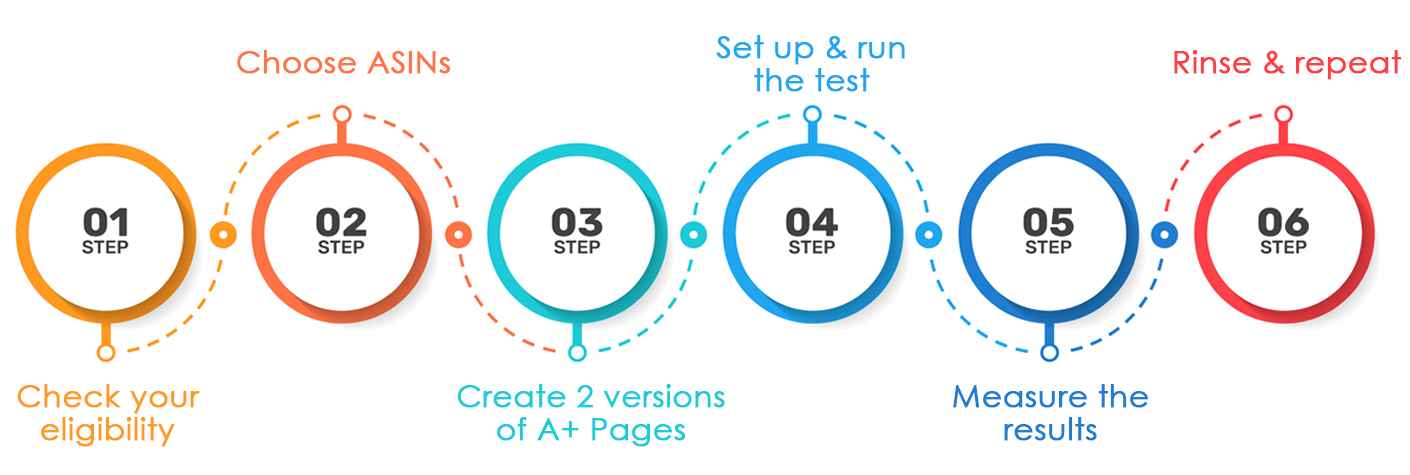 01
STEP
Check your
eligibility
02
STEP
Choose ASINs
03
STEP
Create 2 versions
of A+ Pages
04
STEP
Set up & run
the test
05
STEP
Measure the
results
06
STEP
Rinse & repeat